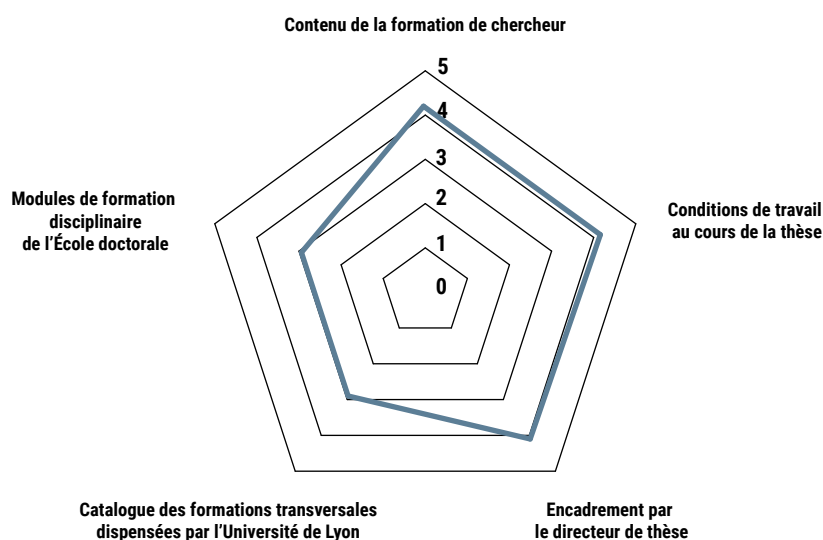 Contenu de la formation de chercheur
5
4
3
2
1
0
Modules de formation
disciplinaire
de l’École doctorale
Conditions de travail
au cours de la thèse
Catalogue des formations transversales
dispensées par l’Université de Lyon
Encadrement par
le directeur de thèse